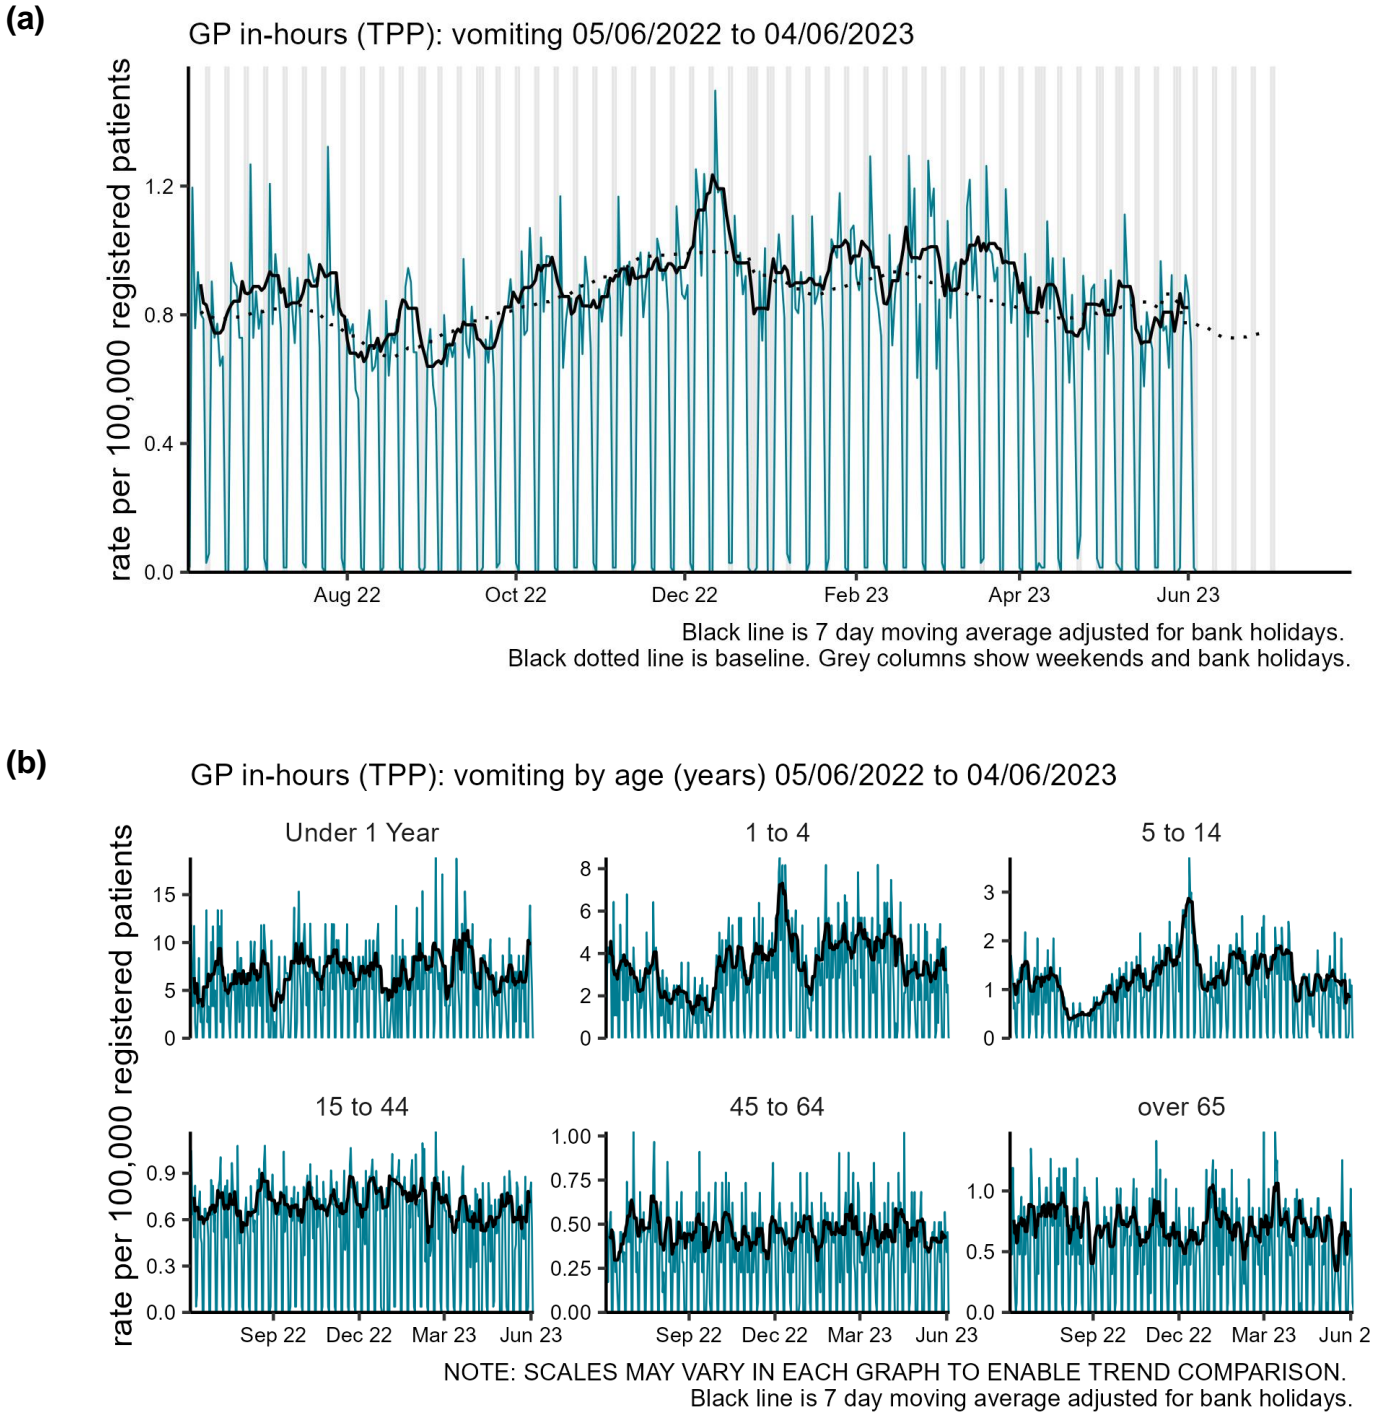 (a)
GP in-hours (TPP): vomiting 05/06/2022 to 04/06/2023
rate per 100,000 registered patients
1.2
0.8
0.4
0.0
Aug 22 Oct 22 Dec 22 Feb 23 Apr 23 Jun 23
Black line is 7 day moving average adjusted for bank holidays.
Black dotted line is baseline. Grey columns show weekends and bank holidays.
(b)
GP in-hours (TPP): vomiting by age (years) 05/06/2022 to 04/06/2023
rate per 100,000 registered patients
Under 1 Year
15
10
5
0
1 to 4
8
6
4
2
0
5 to 14
3
2
1
0
15 to 44
0.9
0.6
0.3
0.0
Sep 22 Dec 22 Mar 23 Jun 23
45 to 64
1.00
0.75
0.50
0.25
0.00
Sep 22 Dec 22 Mar 23 Jun 23
over 65
1.0
0.5
0.0
Sep 22 Dec 22 Mar 23 Jun 2
NOTE: SCALES MAY VARY IN EACH GRAPH TO ENABLE TREND COMPARISON.
Black line is 7 day moving average adjusted for bank holidays.